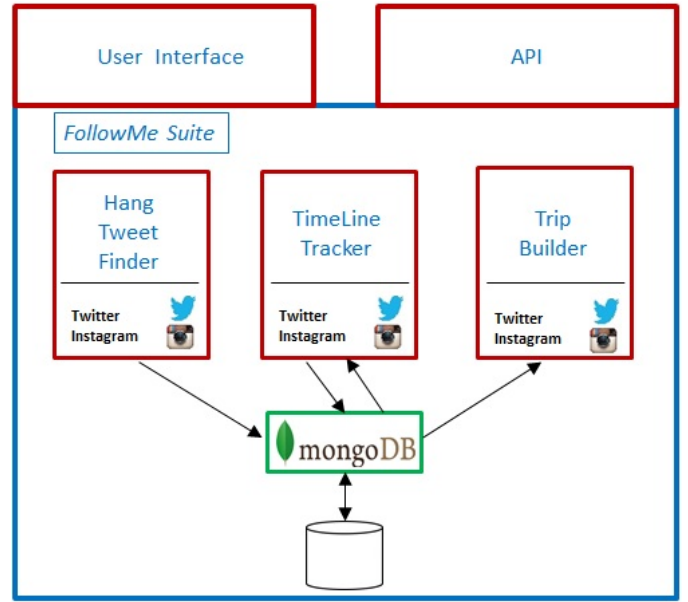 User Interface
API
FollowMe Suite
Hang
Tweet
Finder
Twitter
Instagram
TimeLine
Tracker
Twitter
Instagram
Trip
Builder
Twitter
Instagram
mongoDB